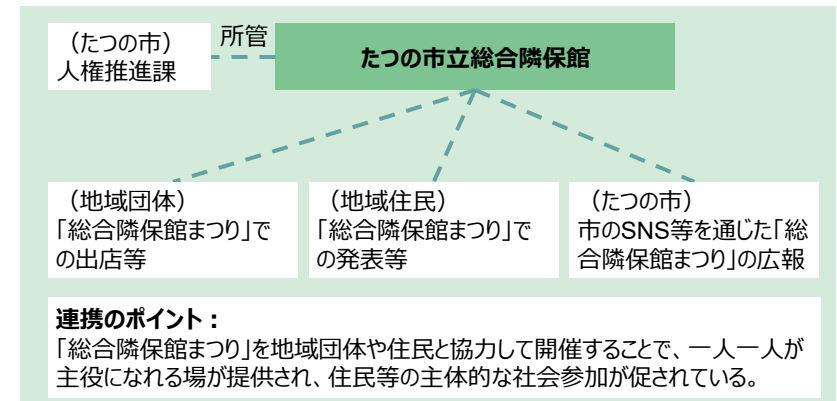 （たつの市）
人権推進課
所管
たつの市立総合隣保館
（地域団体）
「総合隣保館まつり」で
の出店等
（地域住民）
「総合隣保館まつり」で
の発表等
（たつの市）
市のSNS等を通じた「総
合隣保館まつり」の広報
連携のポイント：
「総合隣保館まつり」を地域団体や住民と協力して開催することで、一人一人が
主役になれる場が提供され、住民等の主体的な社会参加が促されている。